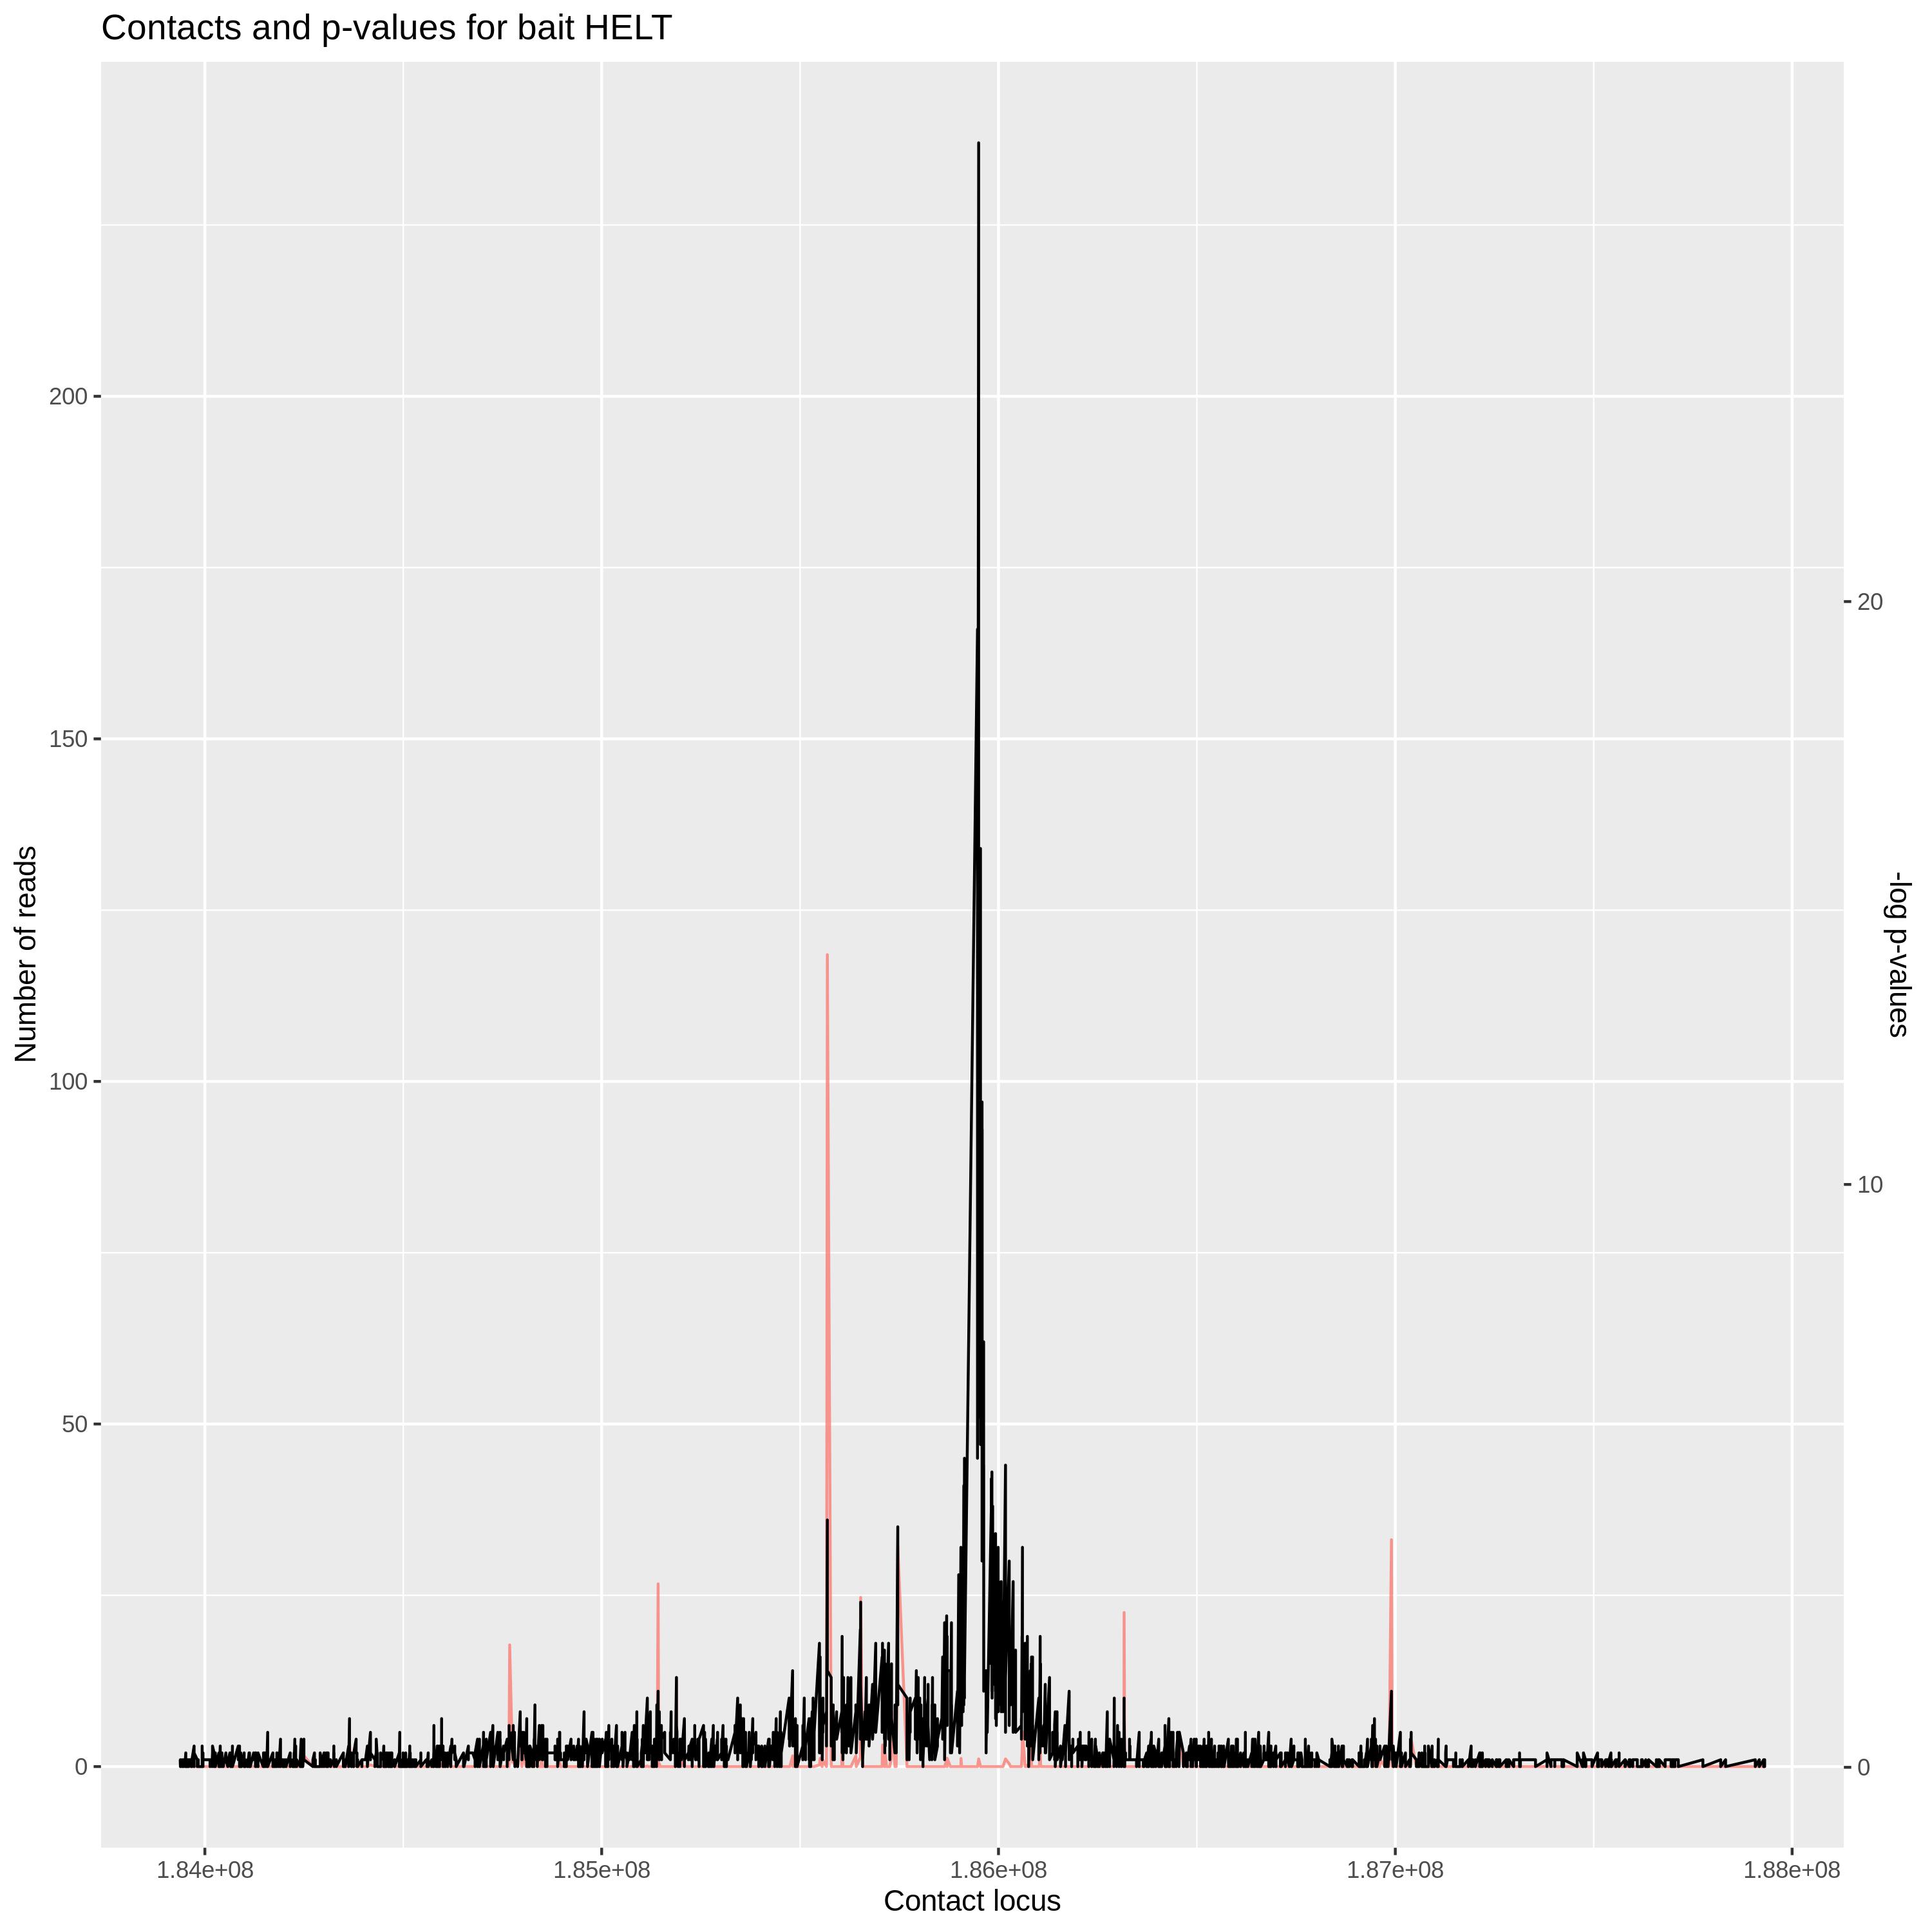 Contacts and p-values for bait HELT
Number of reads
200
150
100
50
0
20
10
0
-log p-values
1.84e+08
1.85e+08
1.86e+08
1.87e+08
1.88e+08
Contact locus